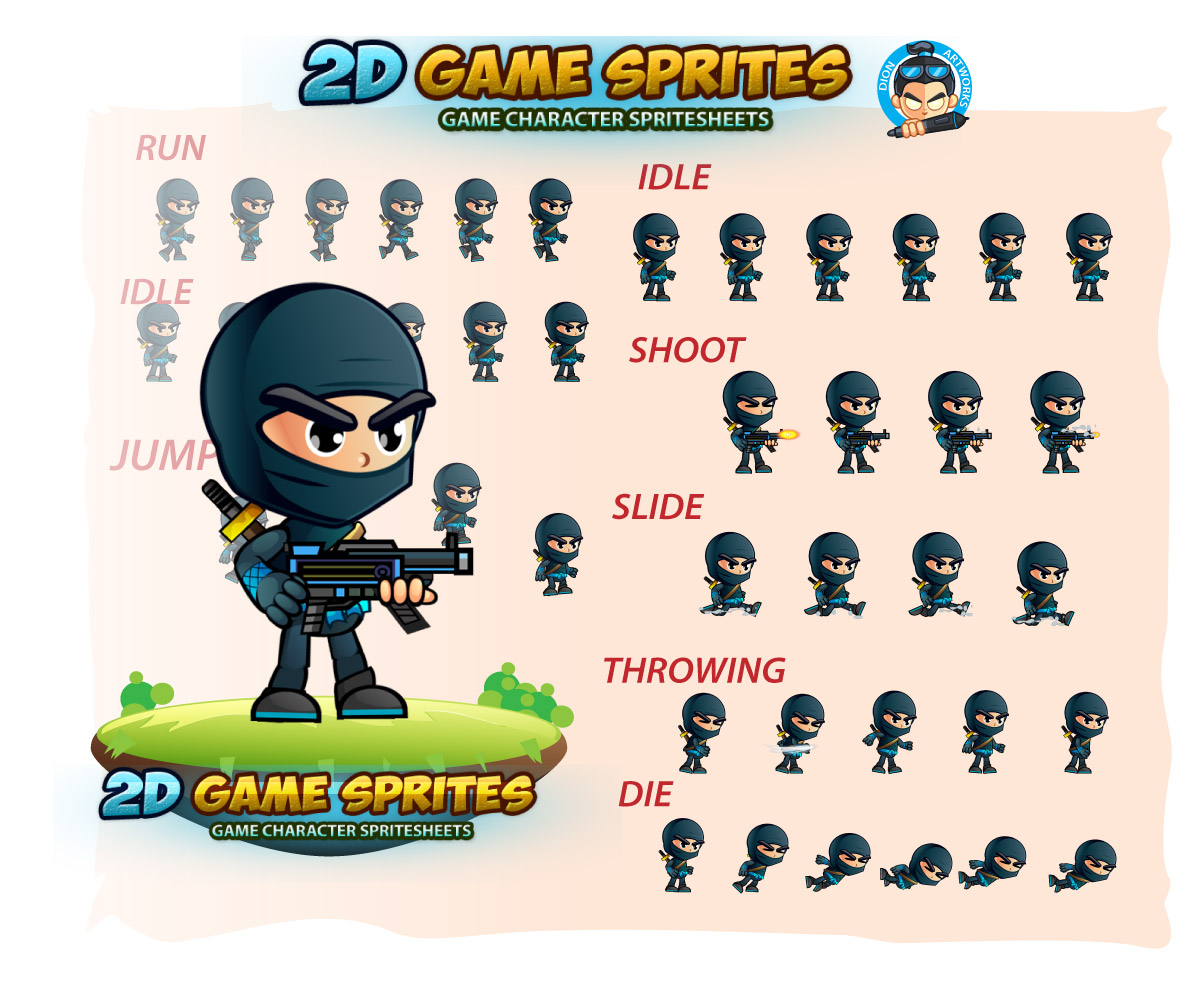 2D GAME SPRITES
GAME CHARACTER SPRITESHEETS
DION ARTWORKS
RUN
IDLE
JUMP
IDLE
SHOOT
SLIDE
THROWING
DIE
2D GAME SPRITES
GAME CHARACTER SPRITESHEETS